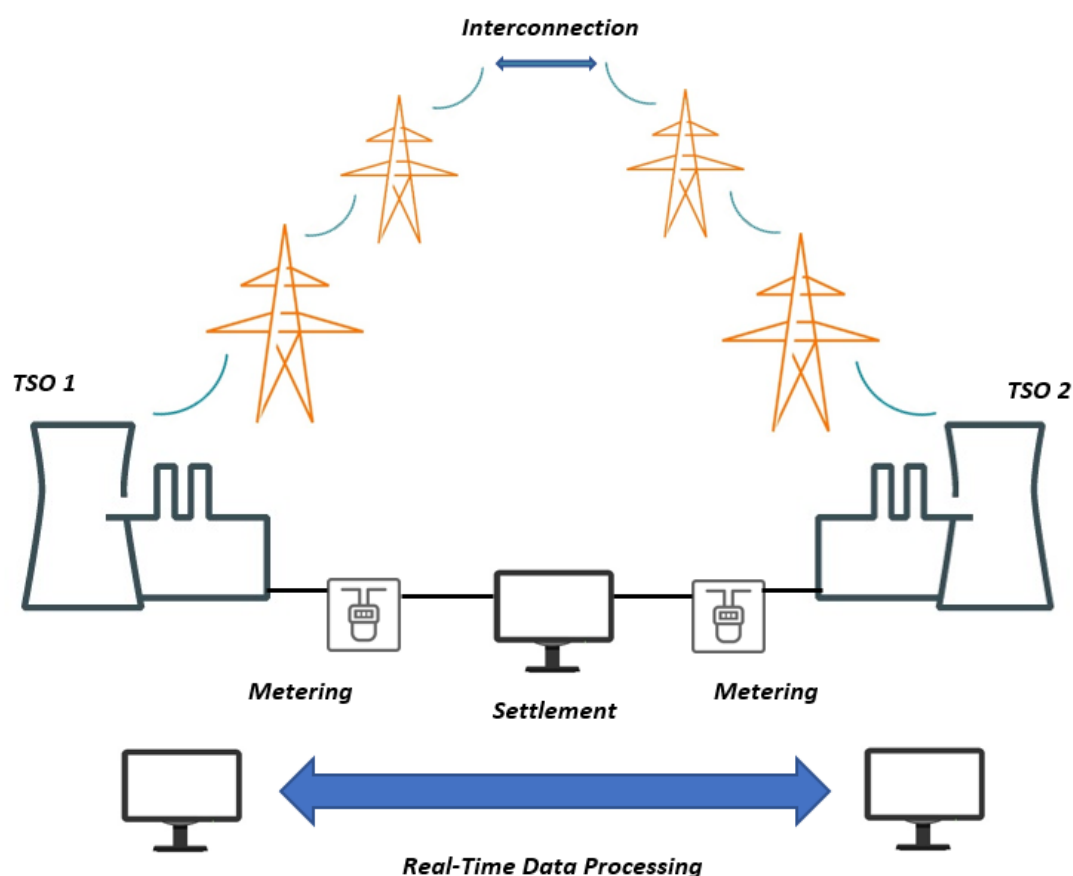 Interconnection
TSO 1
TSO 2
Metering
Settlement
Metering
Real-Time Data Processing